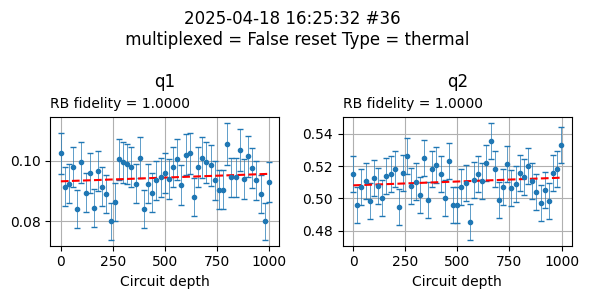 2025-04-18 16:25:32 #36
multiplexed = False reset Type = thermal
q1
RB fidelity = 1.0000
0.10
0.08
0 250 500 750 1000
Circuit depth
q2
RB fidelity = 1.0000
0.54
0.52
0.50
0.48
0 250 500 750 1000
Circuit depth